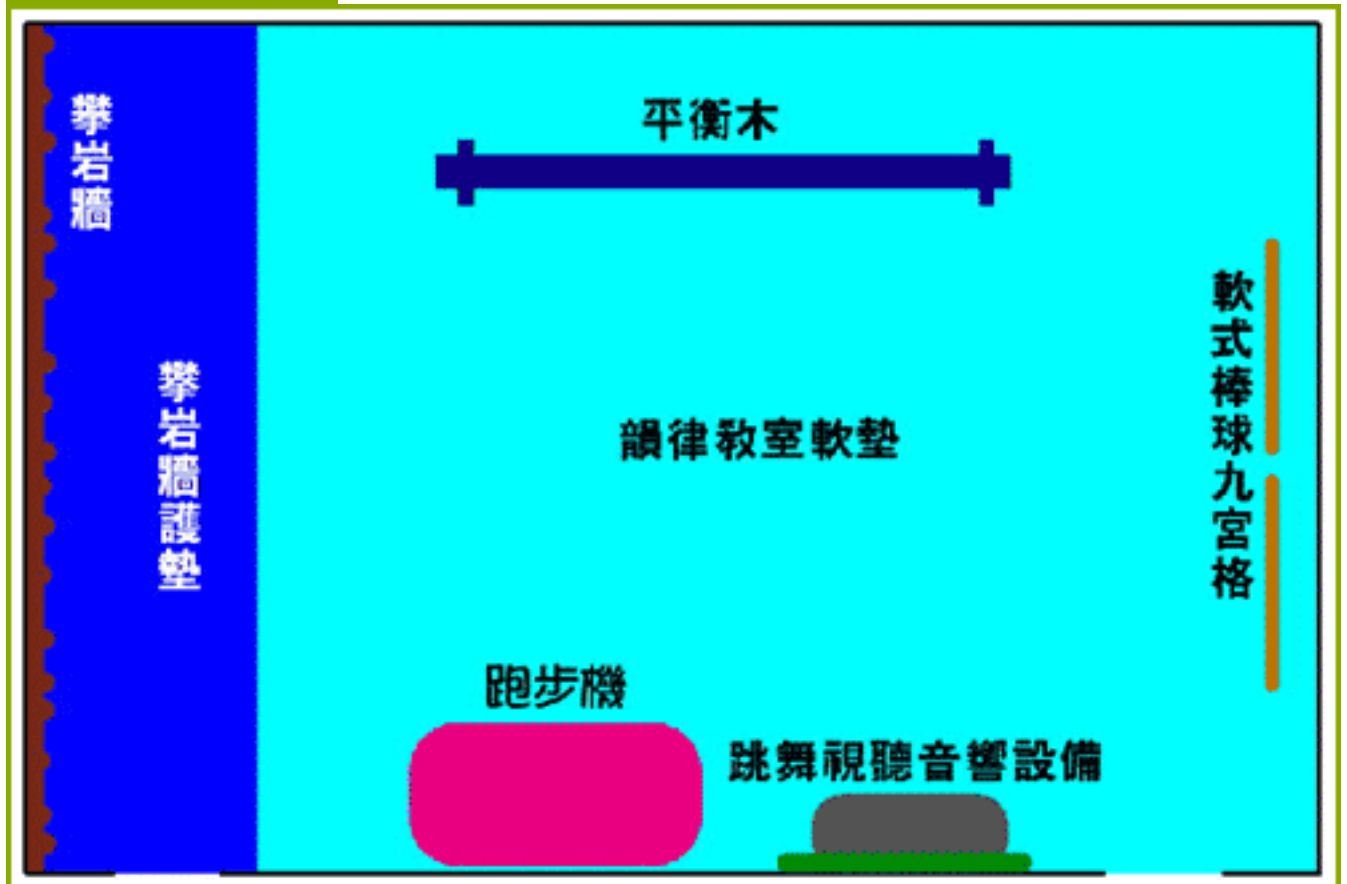 攀岩牆
平衡木
軟式棒球九宮格
攀岩牆護墊
韻律教室軟墊
跑步機
跳舞視聽音響設備